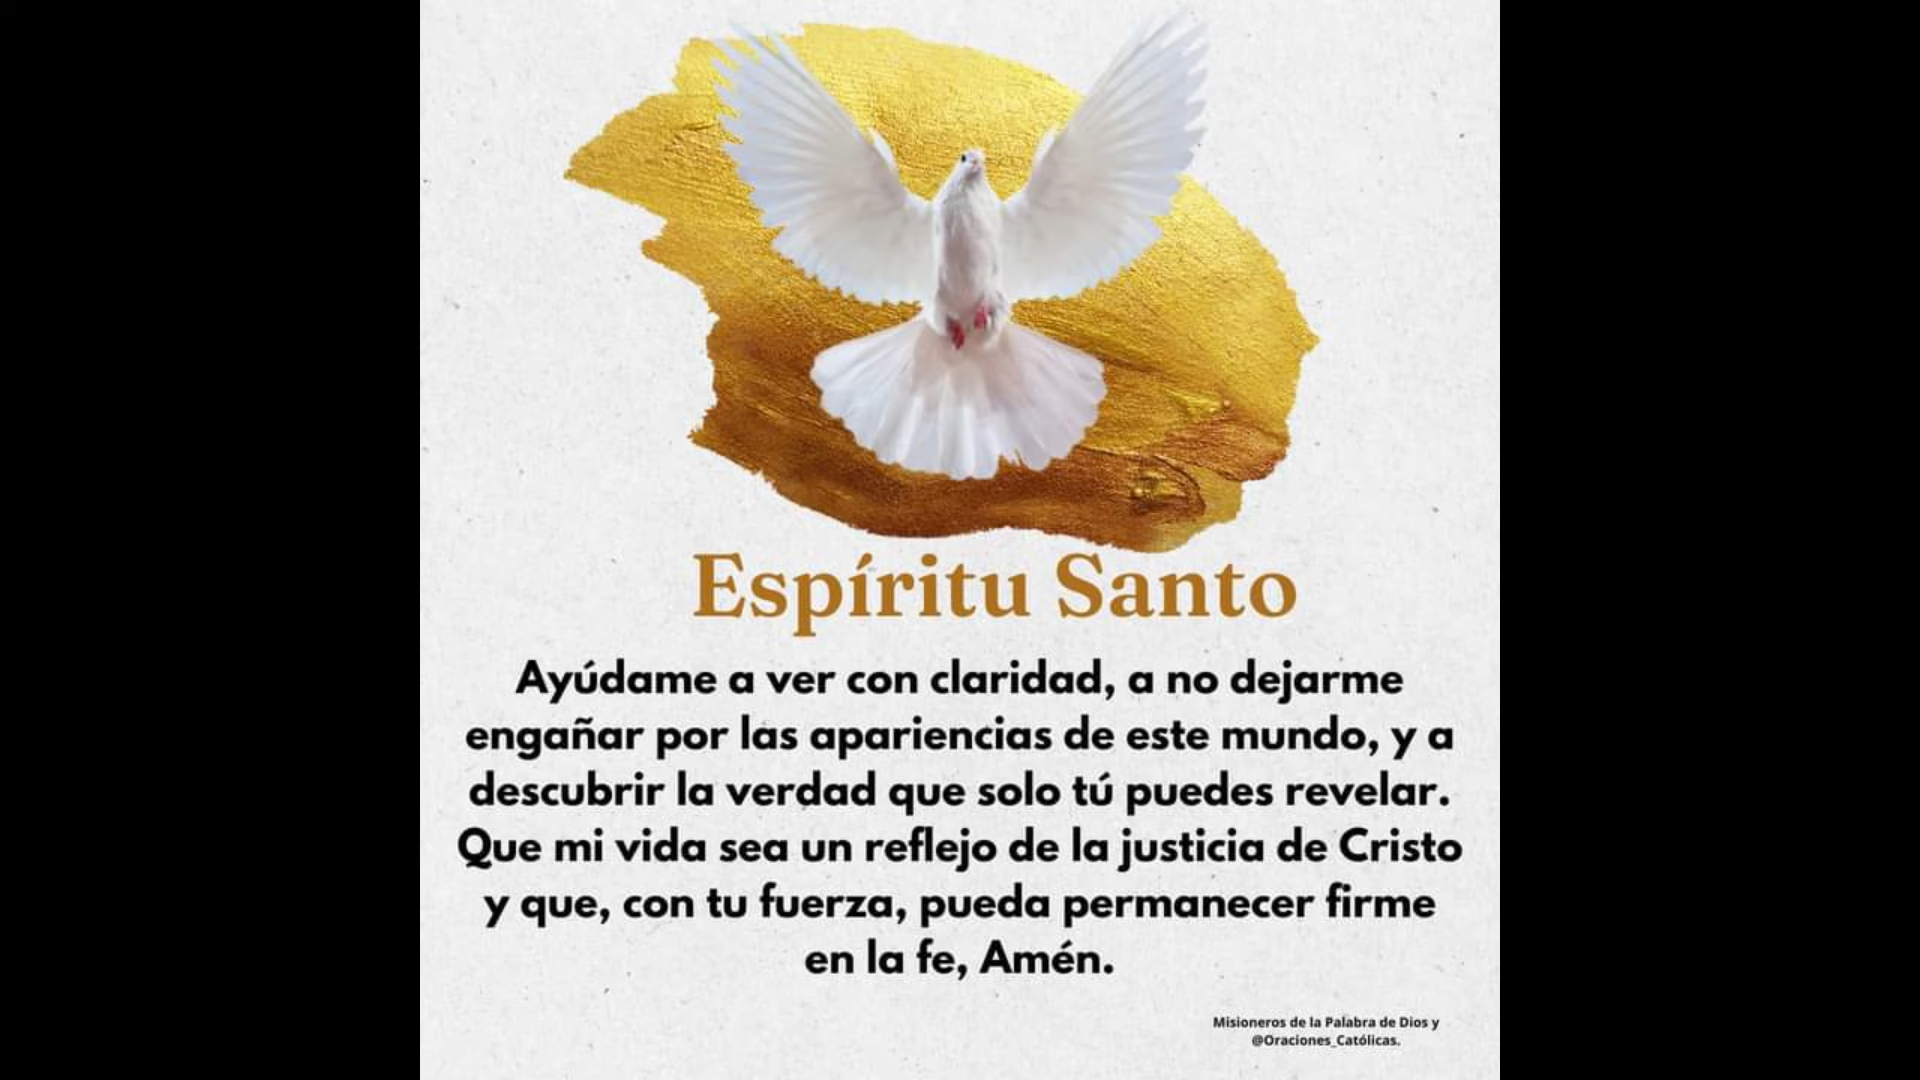 Espíritu Santo
Ayúdame a ver con claridad, a no dejarme
engañar por las apariencias de este mundo, y a
descubrir la verdad que solo tú puedes revelar.
Que mi vida sea un reflejo de la justicia de Cristo
y que, con tu fuerza, pueda permanecer firme
en la fe, Amén.
Misioneros de la Palabra de Dios y
@Oraciones_Católicas.